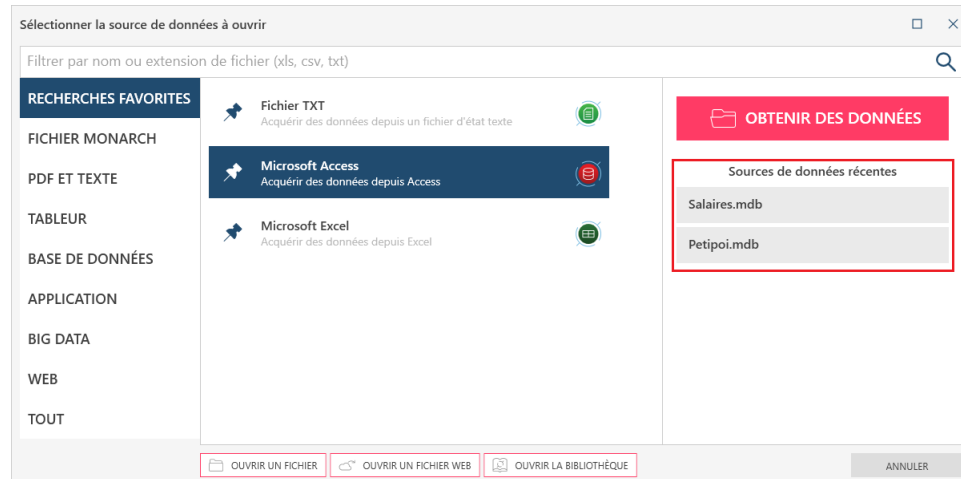 Sélectionner la source de données à ouvrir
Filtrer par nom ou extension de fichier (xls, csv, txt)
RECHERCHES FAVORITES
FICHIER MONARCH
PDF ET TEXTE
TABLEUR
BASE DE DONNÉES
APPLICATION
BIG DATA
WEB
TOUT
Fichier TXT
Acquérir des données depuis un fichier d'état texte
Microsoft Access
Acquérir des données depuis Access
Microsoft Excel
Acquérir des données depuis Excel
OBTENIR DES DONNÉES
Sources de données récentes
Salaires.mdb
Petipoi.mdb
OUVRIR UN FICHIER
OUVRIR UN FICHIER WEB
OUVRIR LA BIBLIOTHÈQUE
ANNULER